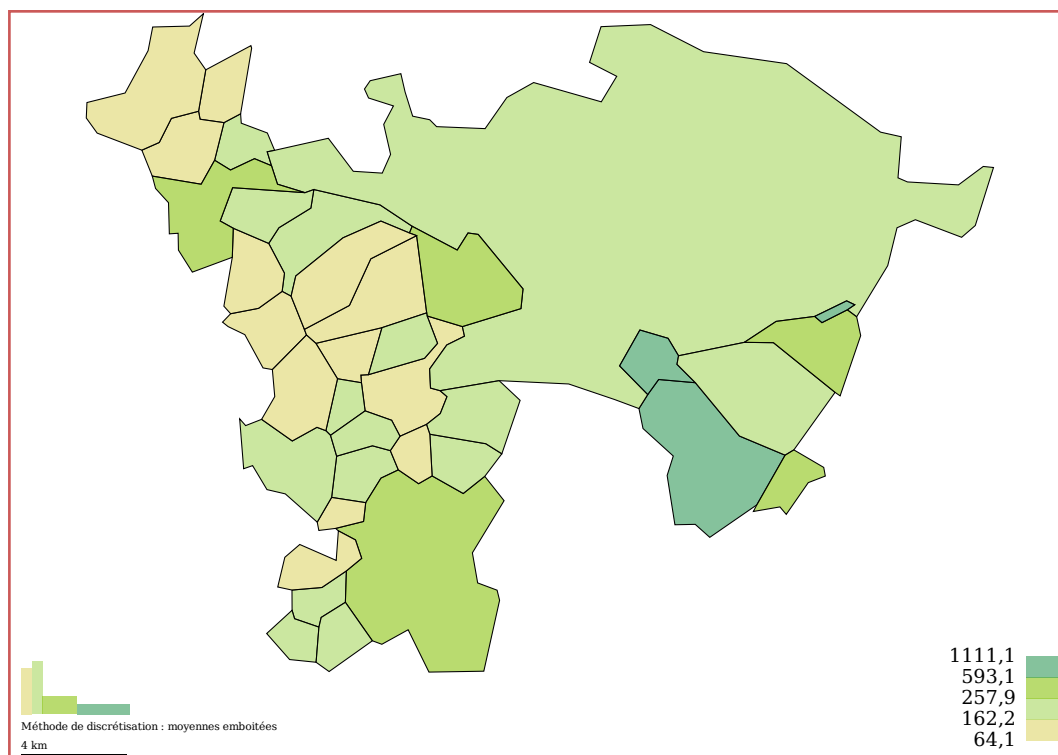 1111,1
593,1
257,9
162,2
64,1
Méthode de discrétisation : moyennes emboitées
4 km